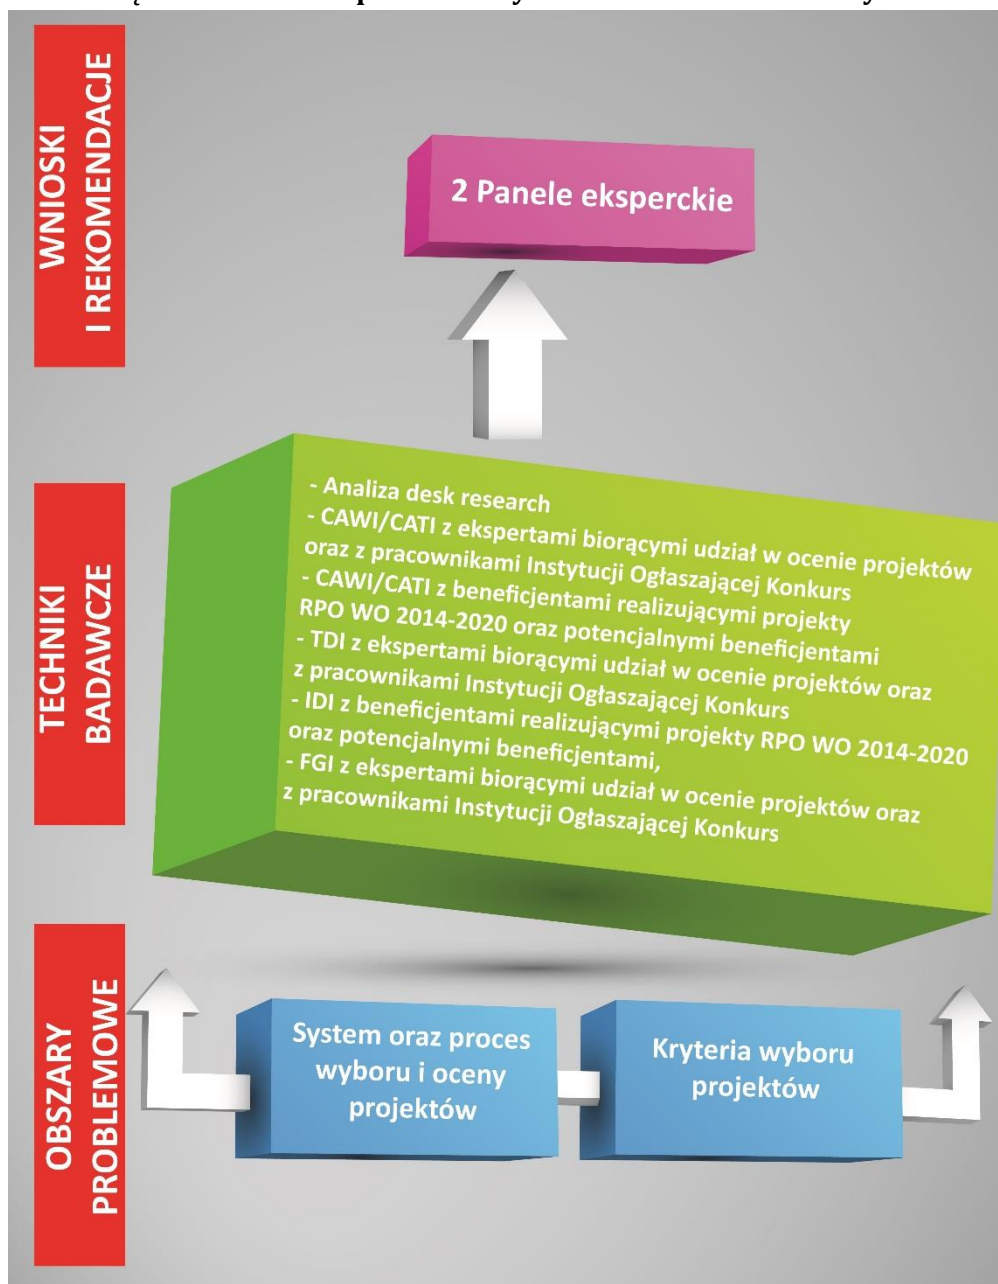 WNIOSKI
I REKOMENDACJE
2 Panele eksperckie
TECHNIKI
BADAWCZE
- Analiza desk research
- CAWI/CATI z ekspertami biorącymi udział w ocenie projektów
oraz z pracownikami Instytucji Ogłaszającej Konkurs
- CAWI/CATI z beneficjentami realizującymi projekty
RPO WO 2014-2020 oraz potencjalnymi beneficjentami
- TDI z ekspertami biorącymi udział w ocenie projektów oraz
z pracownikami Instytucji Ogłaszającej Konkurs
- IDI z beneficjentami realizującymi projekty RPO WO 2014-2020
oraz potencjalnymi beneficjentami,
- FGI z ekspertami biorącymi udział w ocenie projektów oraz
z pracownikami Instytucji Ogłaszającej Konkurs
OBSZARY
PROBLEMOWE
System oraz proces
wyboru i oceny
projektów
Kryteria wyboru
projektów